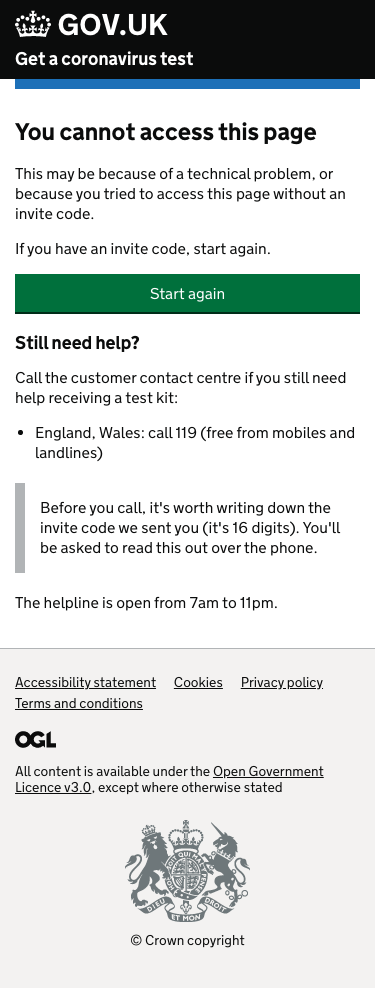 GOV.UK
Get a coronavirus test
You cannot access this page
This may be because of a technical problem, or
because you tried to access this page without an
invite code.
If you have an invite code, start again.
Start again
Still need help?
Call the customer contact centre if you still need
help receiving a test kit:
• England, Wales: call 119 (free from mobiles and
landlines)
Before you call, it's worth writing down the
invite code we sent you (it's 16 digits). You'll
be asked to read this out over the phone.
The helpline is open from 7am to 11pm.
Accessibility statement Cookies Privacy policy
Terms and conditions
OGL
All content is available under the Open Government
Licence v3.0, except where otherwise stated
DIEU ET MON DROIT
© Crown copyright